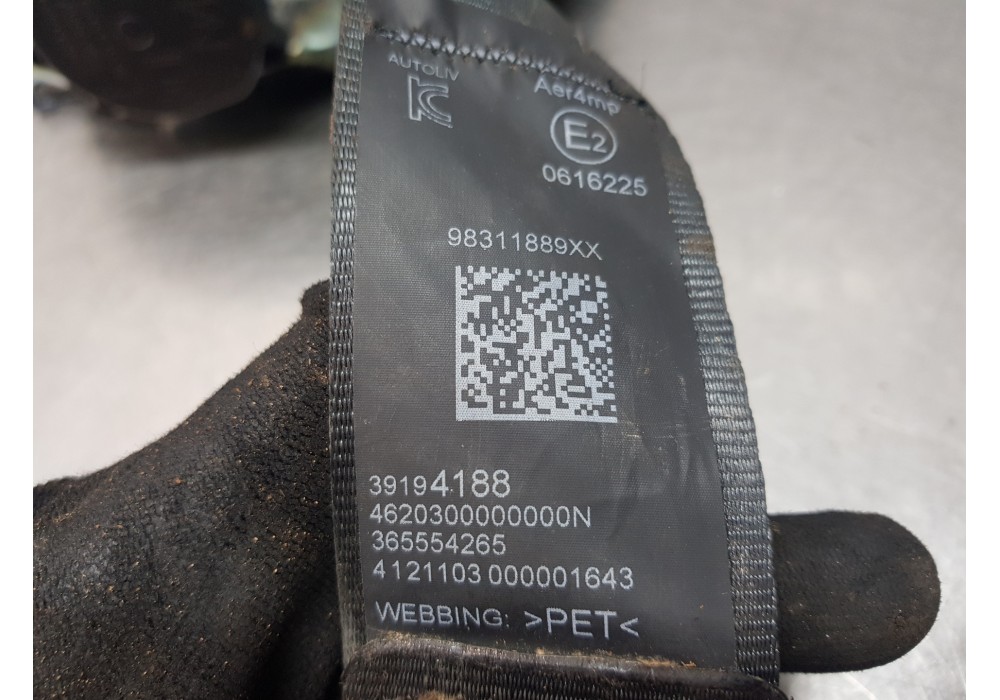 AUTOLIV
Aer4mp
E2
0616225
98311889XX
39194188
4620300000000N
365554265
4121103 000001643
WEBBING: >PET<